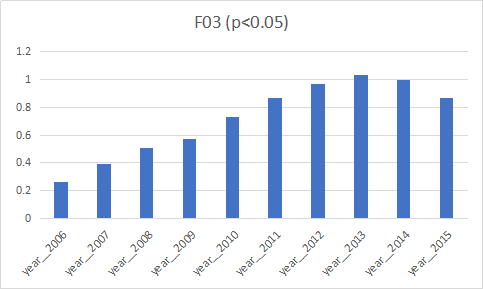 F03 (p<0.05)
1.2
1
0.8
0.6
0.4
0.2
0
year__2006
year__2007
year__2008
year__2009
year__2010
year__2011
year__2012
year__2013
year__2014
year__2015